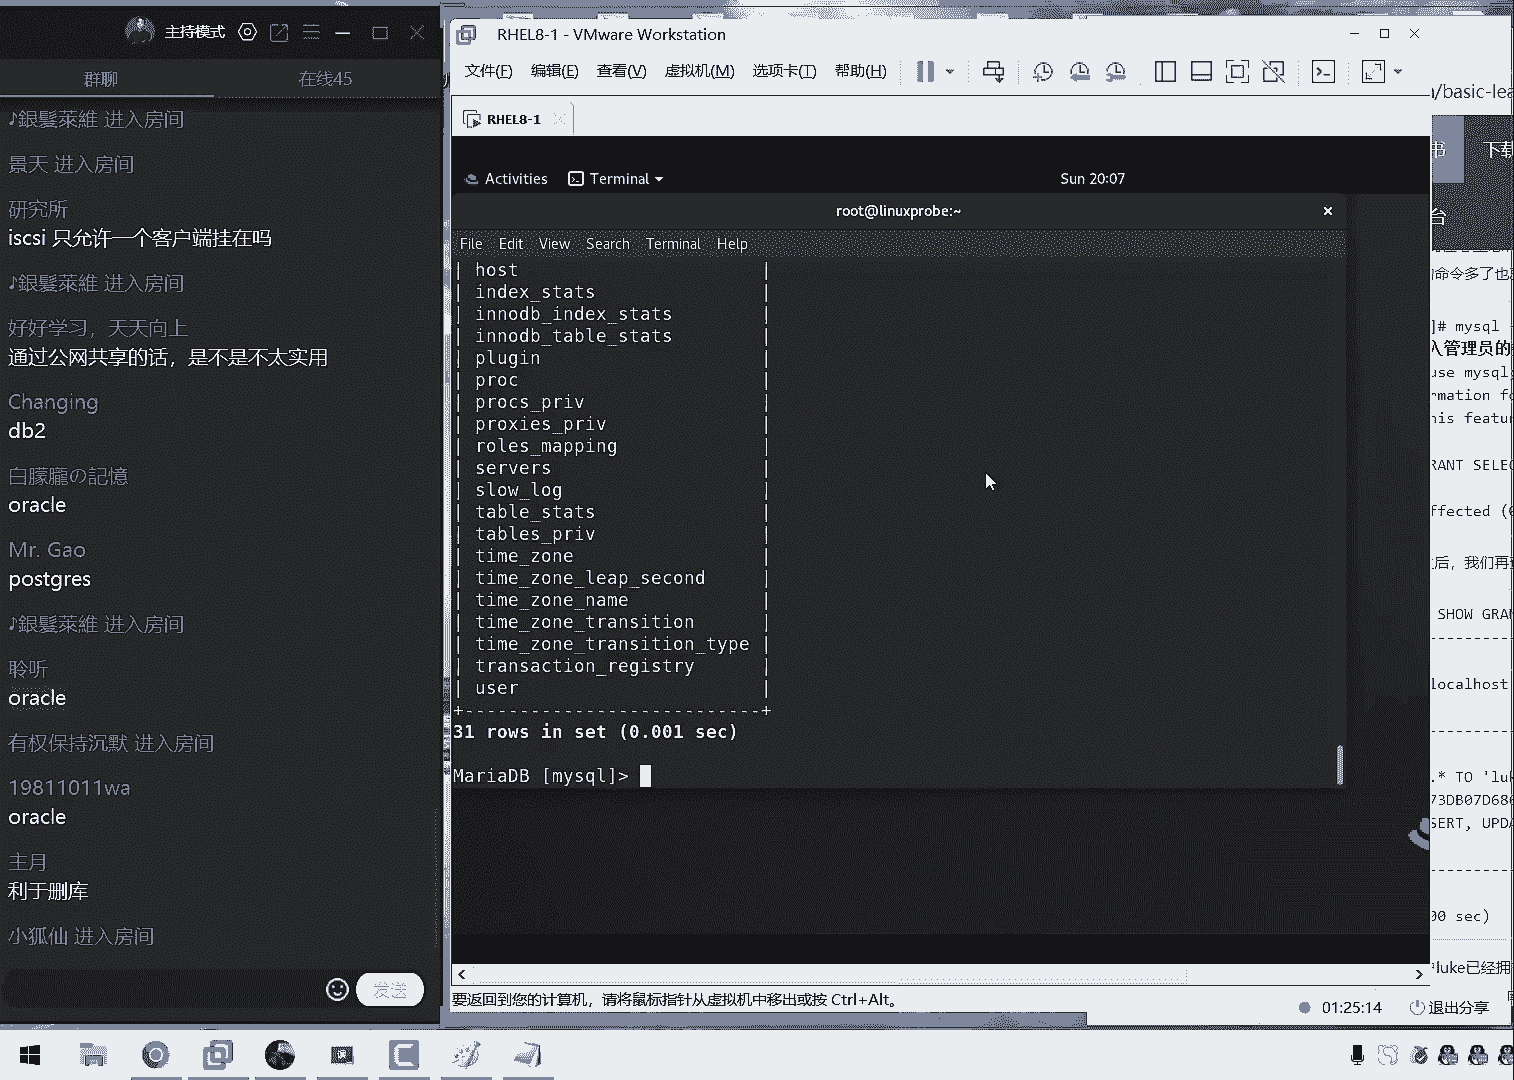 主持模式
群聊
在线45
♪銀髮萊維 进入房间
景天 进入房间
研究所
iscsi 只允许一个客户端挂在吗
♪銀髮萊維 进入房间
好好学习，天天向上
通过公网共享的话，是不是不太实用
Changing
db2
白朦朧の記憶
oracle
Mr. Gao
postgres
♪銀髮萊維 进入房间
聆听
oracle
有权保持沉默 进入房间
19811011wa
oracle
主月
利于删库
小狐仙 进入房间
发送
RHEL8-1 - VMware Workstation
文件(F) 编辑(E) 查看(V) 虚拟机(M) 选项卡(T) 帮助(H)
RHEL8-1
Activities Terminal Sun 20:07
root@linuxprobe:~
File Edit View Search Terminal Help
| host |
| index_stats |
| innodb_index_stats |
| innodb_table_stats |
| plugin |
| proc |
| procs_priv |
| proxies_priv |
| roles_mapping |
| servers |
| slow_log |
| table_stats |
| tables_priv |
| time_zone |
| time_zone_leap_second |
| time_zone_name |
| time_zone_transition |
| time_zone_transition_type |
| transaction_registry |
| user |
+---------------------------+
31 rows in set (0.001 sec)
MariaDB [mysql]>
要返回到您的计算机，请将鼠标指针从虚拟机中移出或按 Ctrl+Alt。
01:25:14 退出分享
/basic-lea
书 下载
台
命令多了也
]# mysql -
入管理员的
use mysql
rmation fo
his featur
RANT SELEC
ffected (0
后，我们再
SHOW GRAN
localhost
.* TO 'luk
73DB07D686
SERT, UPDA
00 sec)
luke已经拥